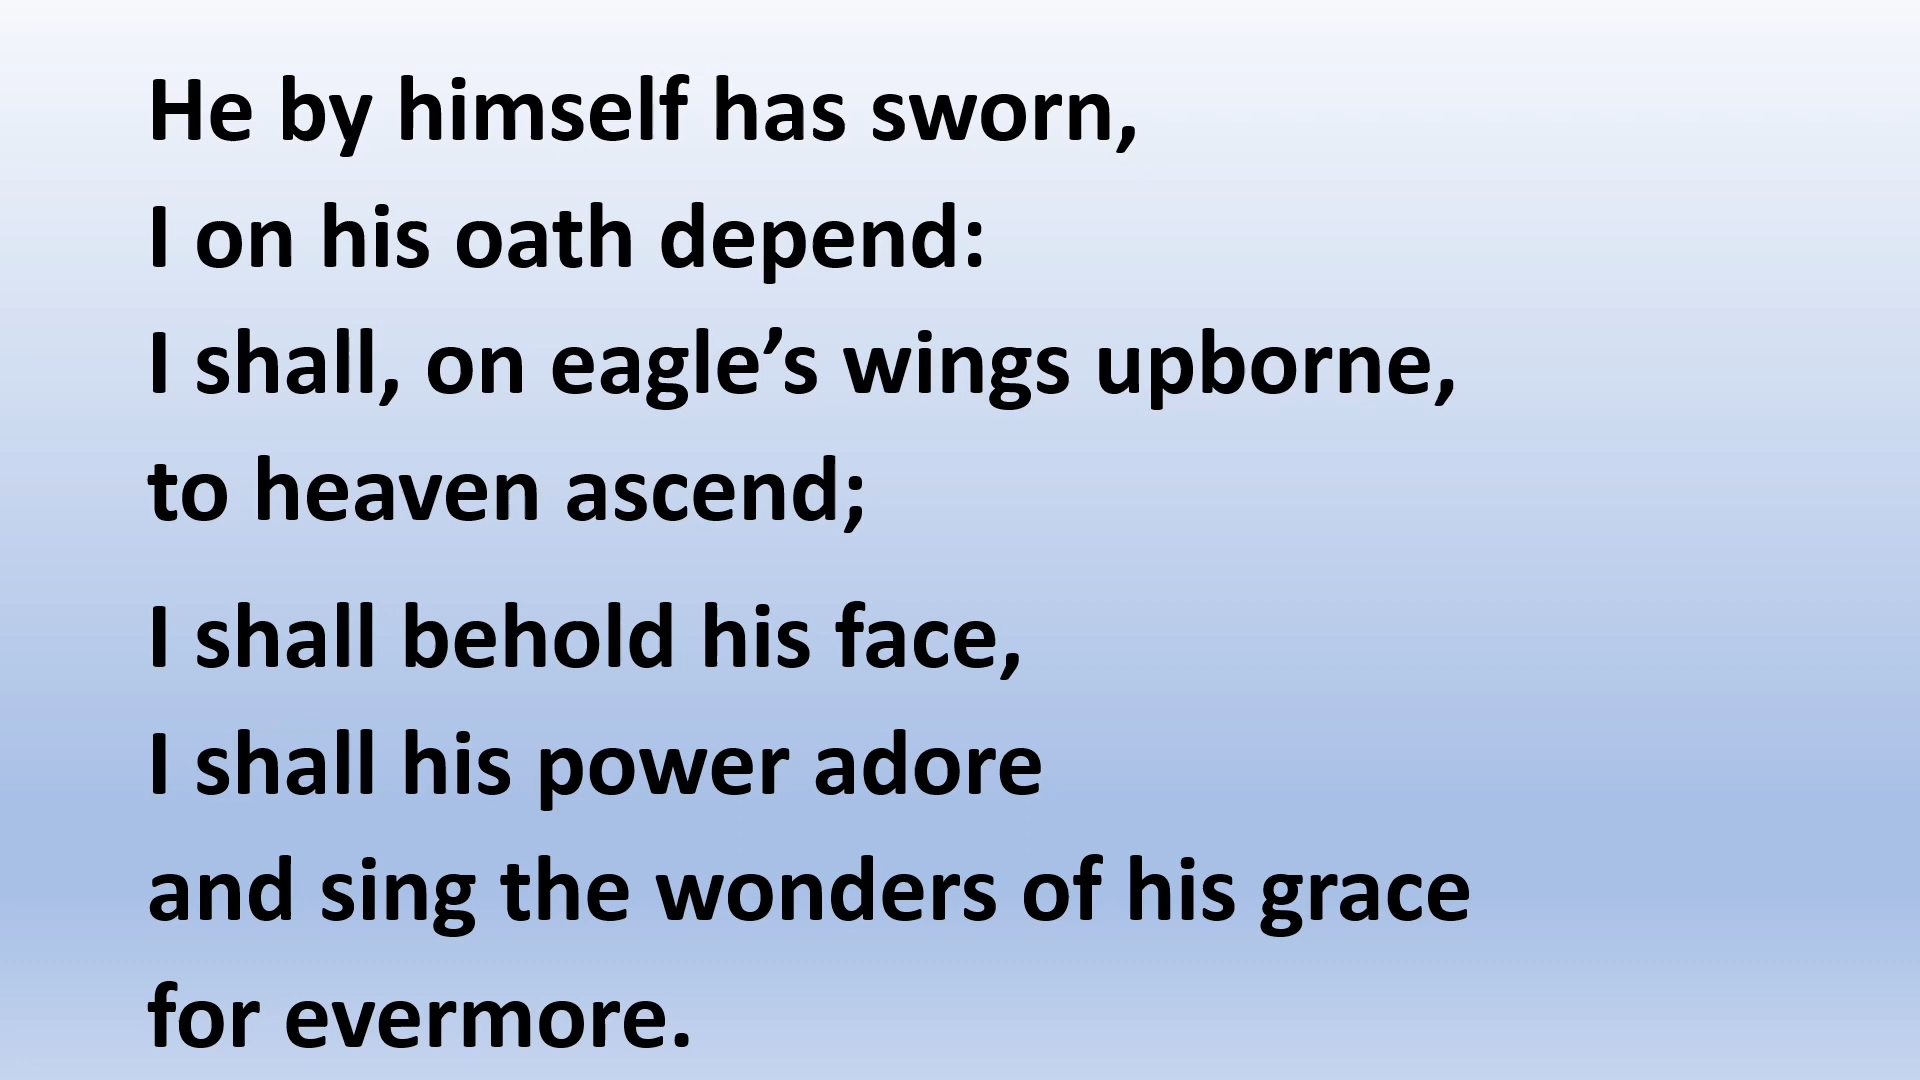 He by himself has sworn,
I on his oath depend:
I shall, on eagle’s wings upborne,
to heaven ascend;
I shall behold his face,
I shall his power adore
and sing the wonders of his grace
for evermore.